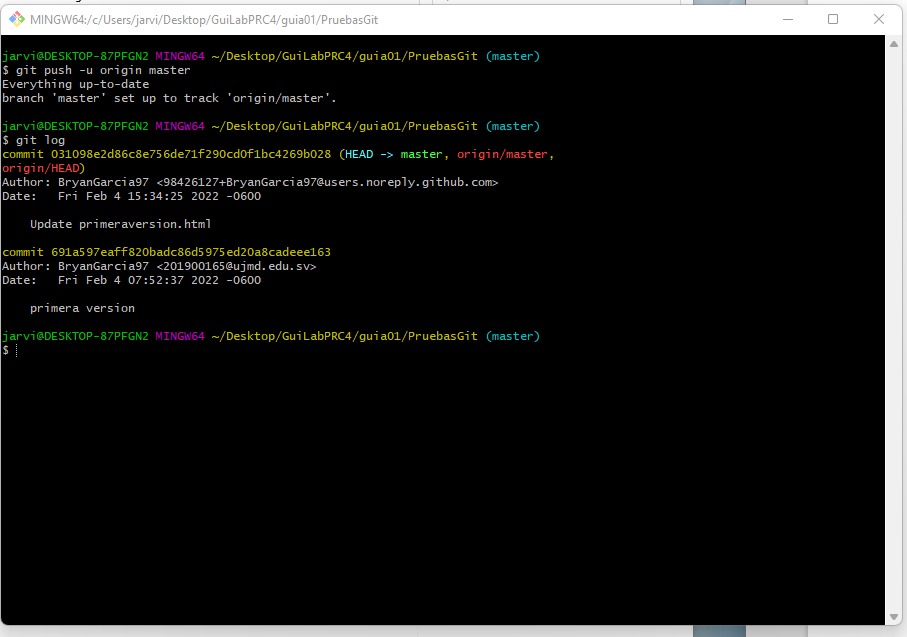 MINGW64:/c/Users/jarvi/Desktop/GuiLabPRC4/guia01/PruebasGit
jarvi@DESKTOP-87PFGN2 MINGW64 ~/Desktop/GuiLabPRC4/guia01/PruebasGit (master)
$ git push -u origin master
Everything up-to-date
branch 'master' set up to track 'origin/master'.
jarvi@DESKTOP-87PFGN2 MINGW64 ~/Desktop/GuiLabPRC4/guia01/PruebasGit (master)
$ git log
commit 031098e2d86c8e756de71f290cd0f1bc4269b028 (HEAD -> master, origin/master,
origin/HEAD)
Author: BryanGarcia97 <98426127+BryanGarcia97@users.noreply.github.com>
Date:   Fri Feb 4 15:34:25 2022 -0600
    Update primeraversion.html
commit 691a597eaff820badc86d5975ed20a8cadeee163
Author: BryanGarcia97 <201900165@ujmd.edu.sv>
Date:   Fri Feb 4 07:52:37 2022 -0600
    primera version
jarvi@DESKTOP-87PFGN2 MINGW64 ~/Desktop/GuiLabPRC4/guia01/PruebasGit (master)
$